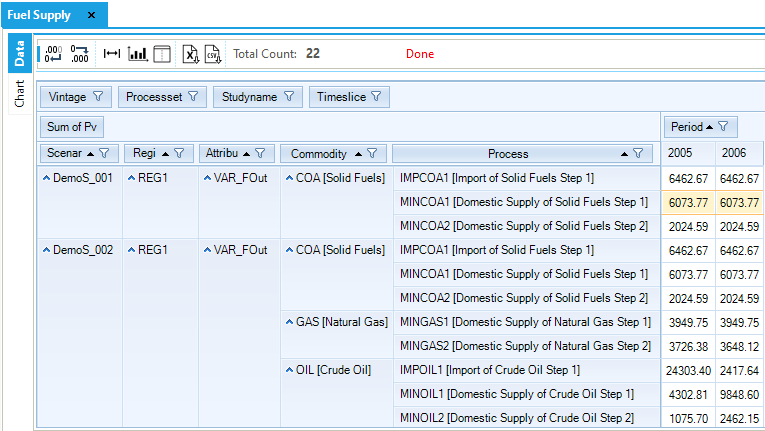 Fuel Supply ×
Data
Chart
.000 0 .000 X CSV Total Count: 22 Done
Vintage Processset Studyname Timeslice
Sum of Pv Period
Scenar Regi Attribu Commodity Process 2005 2006
DemoS_001 REG1 VAR_FOut COA [Solid Fuels] IMPCOA1 [Import of Solid Fuels Step 1] 6462.67 6462.67
MINCOA1 [Domestic Supply of Solid Fuels Step 1] 6073.77 6073.77
MINCOA2 [Domestic Supply of Solid Fuels Step 2] 2024.59 2024.59
DemoS_002 REG1 VAR_FOut COA [Solid Fuels] IMPCOA1 [Import of Solid Fuels Step 1] 6462.67 6462.67
MINCOA1 [Domestic Supply of Solid Fuels Step 1] 6073.77 6073.77
MINCOA2 [Domestic Supply of Solid Fuels Step 2] 2024.59 2024.59
GAS [Natural Gas] MINGAS1 [Domestic Supply of Natural Gas Step 1] 3949.75 3949.75
MINGAS2 [Domestic Supply of Natural Gas Step 2] 3726.38 3648.12
OIL [Crude Oil] IMPOIL1 [Import of Crude Oil Step 1] 24303.40 2417.64
MINOIL1 [Domestic Supply of Crude Oil Step 1] 4302.81 9848.60
MINOIL2 [Domestic Supply of Crude Oil Step 2] 1075.70 2462.15